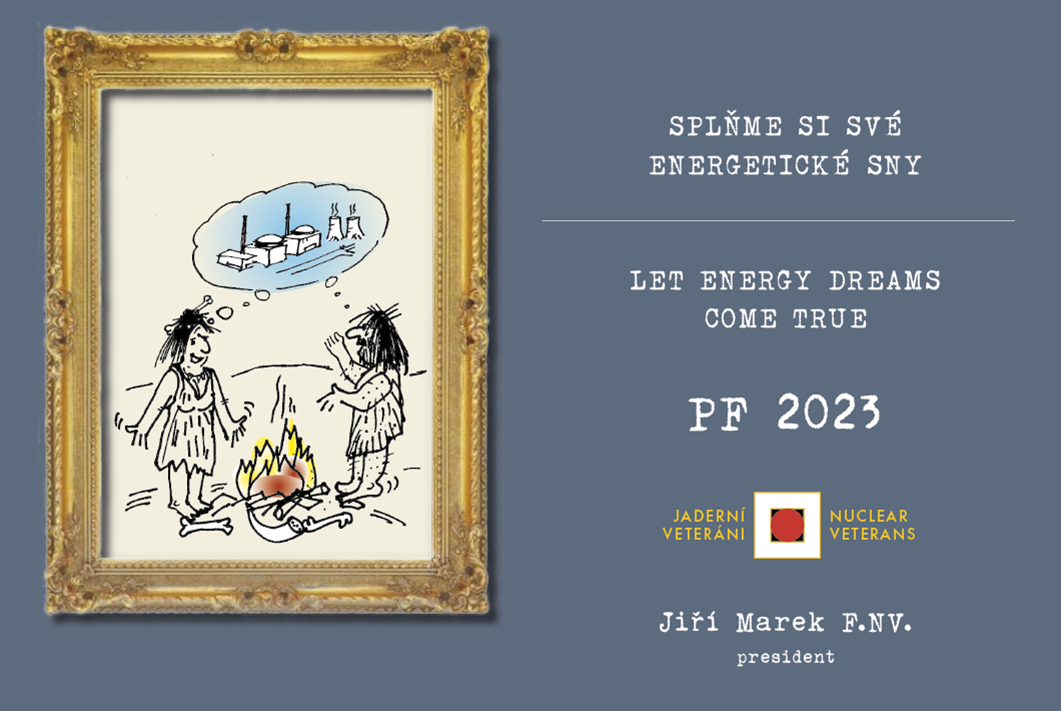 SPLŇME SI SVÉ
ENERGETICKÉ SNY
LET ENERGY DREAMS
COME TRUE
PF 2023
JADERNÍ
VETERÁNI
NUCLEAR
VETERANS
Jiří Marek F.NV.
president